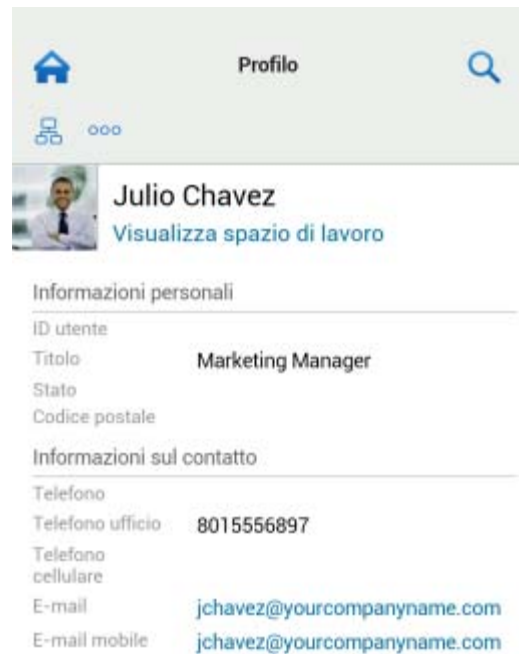 Profilo
Julio Chavez
Visualizza spazio di lavoro
Informazioni personali
ID utente
Titolo Marketing Manager
Stato
Codice postale
Informazioni sul contatto
Telefono
Telefono ufficio 8015556897
Telefono
cellulare
E-mail jchavez@yourcompanyname.com
E-mail mobile jchavez@yourcompanyname.com